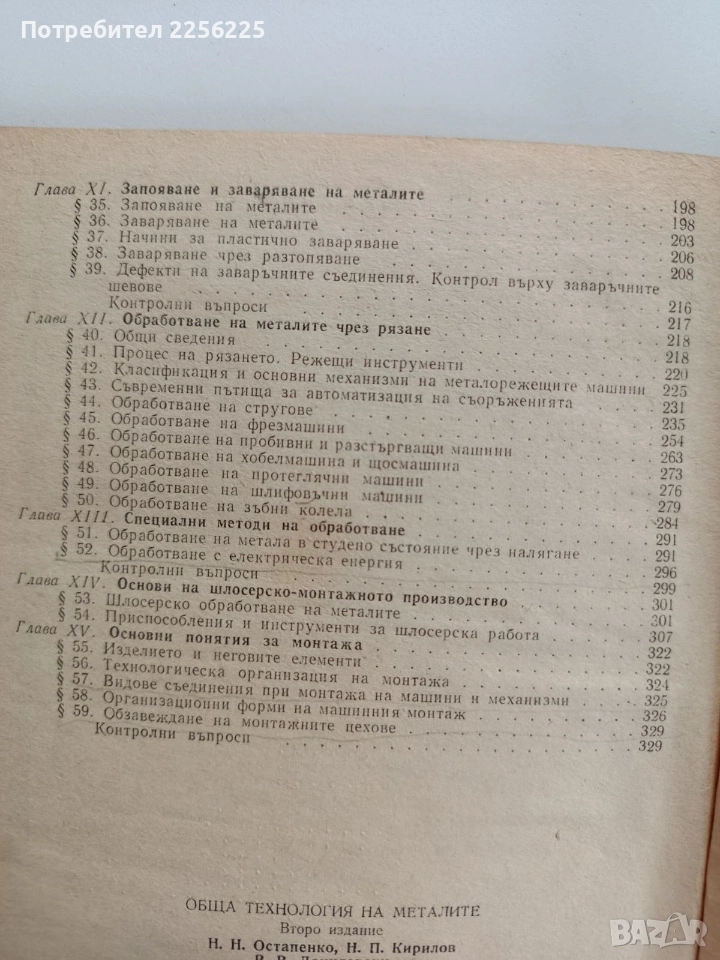 Потребител 2256225
Глава XI. Запояване и заваряване на металите 198
§ 35. Запояване на металите 198
§ 36. Заваряване на металите 203
§ 37. Начини за пластично заваряване 206
§ 38. Заваряване чрез разтопяване 208
§ 39. Дефекти на заваръчните съединения. Контрол върху заваръчните
шевове 216
Контролни въпроси 217
Глава XII. Обработване на металите чрез рязане 218
§ 40. Общи сведения 218
§ 41. Процес на рязането. Режещи инструменти 220
§ 42. Класификация и основни механизми на металорежещите машини 225
§ 43. Съвременни пътища за автоматизация на съоръженията 231
§ 44. Обработване на стругове 235
§ 45. Обработване на фрезмашини 254
§ 46. Обработване на пробивни и разстъргващи машини 263
§ 47. Обработване на хобелмашина и щосмашина 273
§ 48. Обработване на протеглячни машини 276
§ 49. Обработване на шлифовъчни машини 279
§ 50. Обработване на зъбни колела 284
Глава XIII. Специални методи на обработване 291
§ 51. Обработване на метала в студено състояние чрез налягане 291
§ 52. Обработване с електрическа енергия 296
Контролни въпроси 299
Глава XIV. Основи на шлосерско-монтажното производство 301
§ 53. Шлосерско обработване на металите 301
§ 54. Приспособления и инструменти за шлосерска работа 307
Глава XV. Основни понятия за монтажа 322
§ 55. Изделието и неговите елементи 322
§ 56. Технологическа организация на монтажа 324
§ 57. Видове съединения при монтажа на машини и механизми 325
§ 58. Организационни форми на машинния монтаж 326
§ 59. Обзавеждане на монтажните цехове 329
Контролни въпроси 329
ОБЩА ТЕХНОЛОГИЯ НА МЕТАЛИТЕ
Второ издание
Н. Н. Остапенко, Н. П. Кирилов
BAZAR